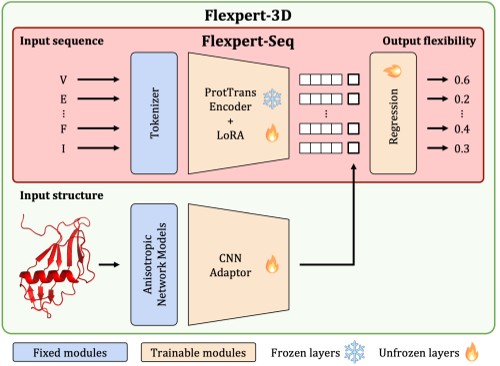 Flexpert-3D
Input sequence
Flexpert-Seq
Output flexibility
V
E
⋮
F
I
Tokenizer
ProtTrans
Encoder
+
LoRA
⋮
Regression
0.6
0.2
⋮
0.4
0.3
Input structure
Anisotropic
Network Models
CNN
Adaptor
Fixed modules
Trainable modules
Frozen layers
Unfrozen layers